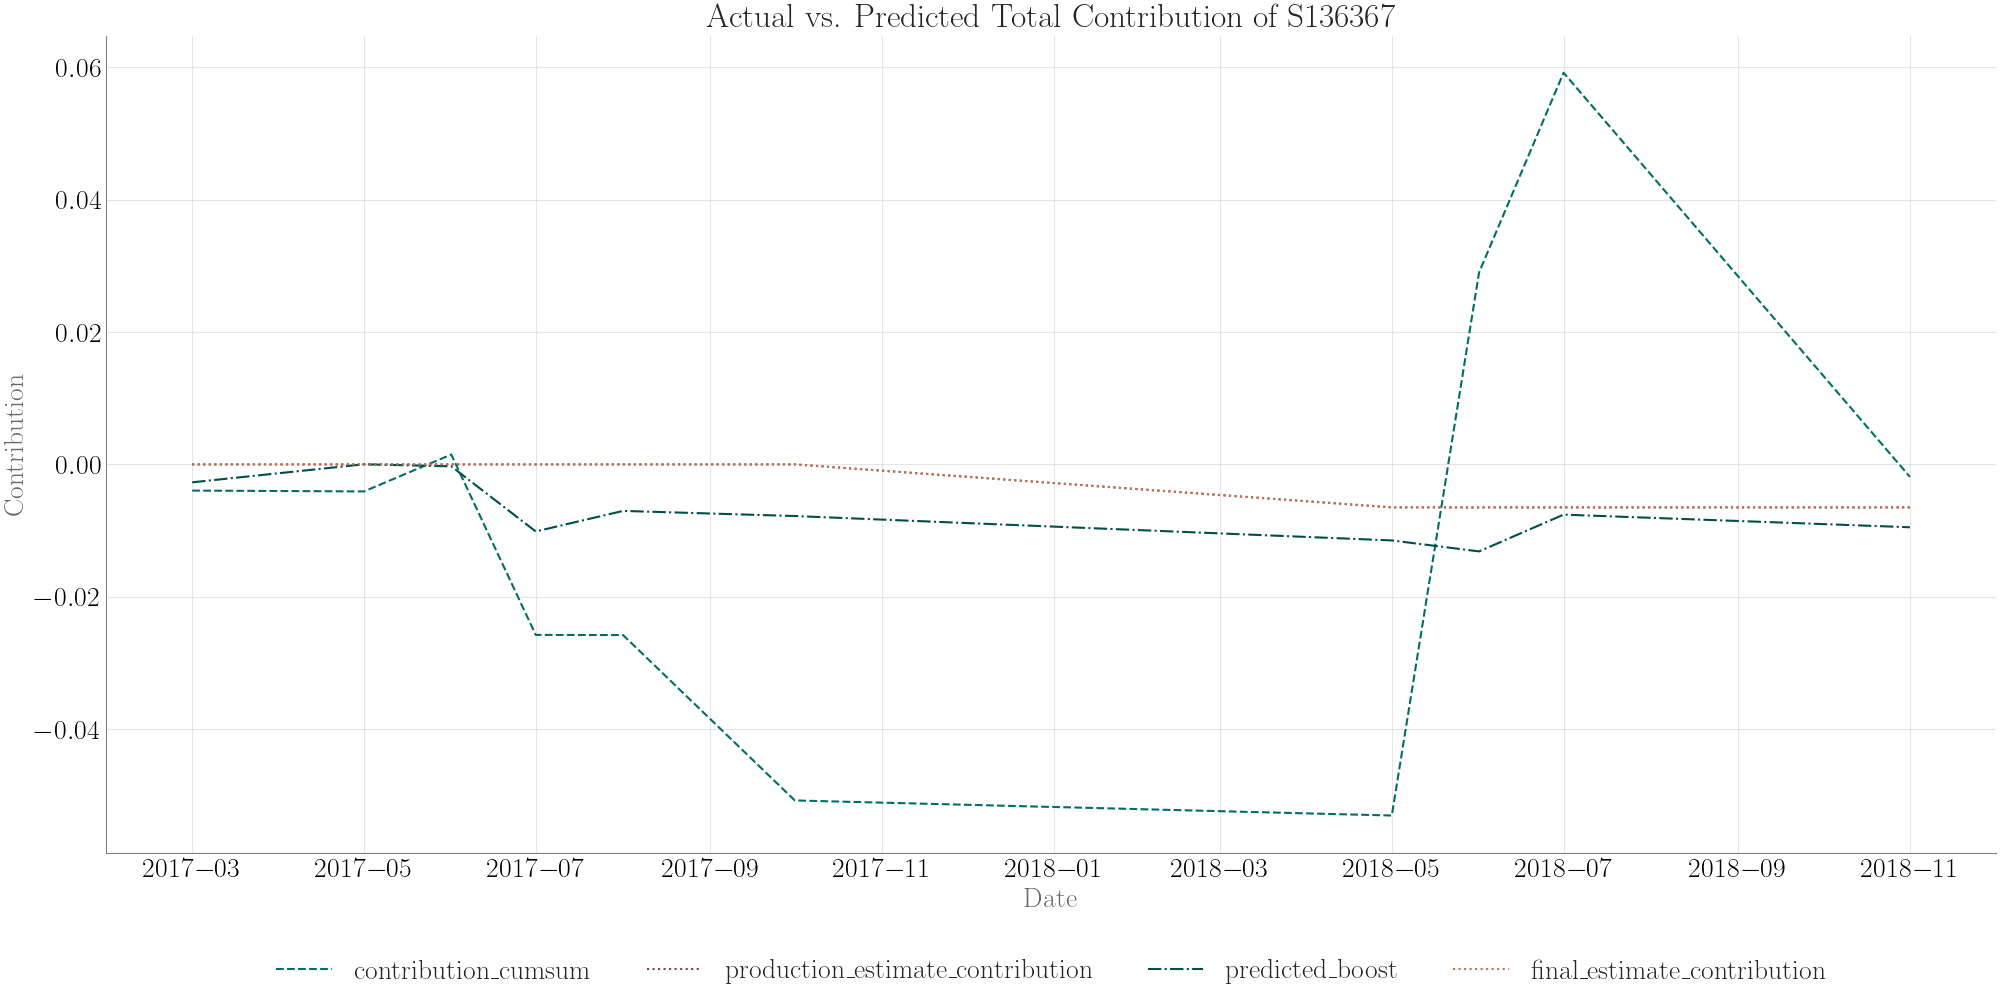 Actual vs. Predicted Total Contribution of S136367
0.06
0.04
0.02
0.00
−0.02
−0.04
Contribution
2017−03 2017−05 2017−07 2017−09 2017−11 2018−01 2018−03 2018−05 2018−07 2018−09 2018−11
Date
contribution_cumsum production_estimate_contribution predicted_boost final_estimate_contribution